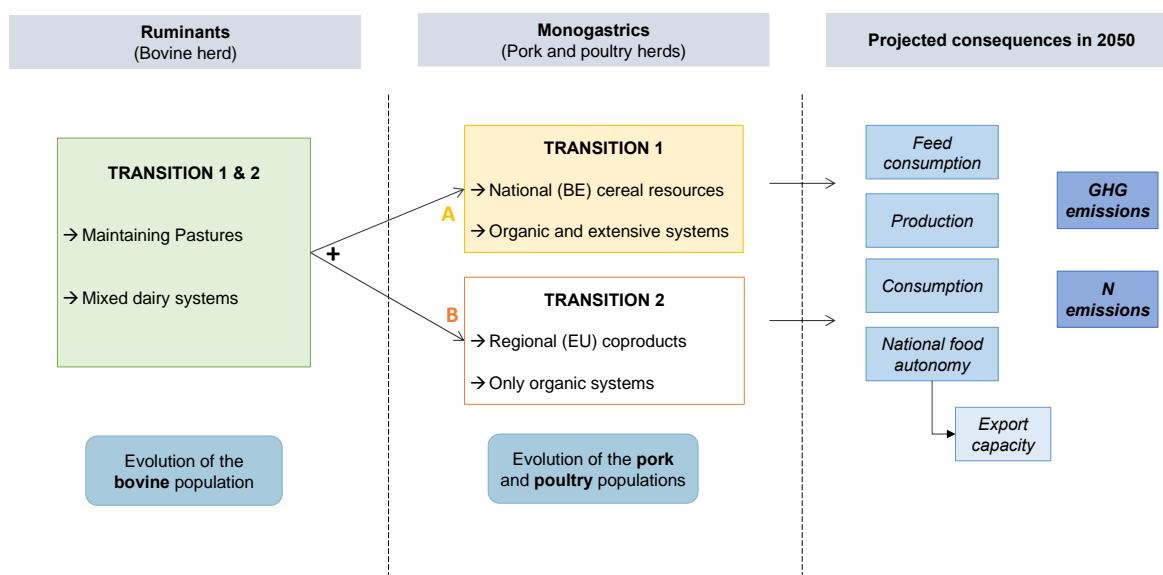 Ruminants
(Bovine herd)
Monogastrics
(Pork and poultry herds)
Projected consequences in 2050
TRANSITION 1 & 2
→ Maintaining Pastures
→ Mixed dairy systems
+
A
B
TRANSITION 1
→ National (BE) cereal resources
→ Organic and extensive systems
TRANSITION 2
→ Regional (EU) coproducts
→ Only organic systems
Feed
consumption
Production
Consumption
National food
autonomy
Export
capacity
GHG
emissions
N
emissions
Evolution of the
bovine population
Evolution of the pork
and poultry populations